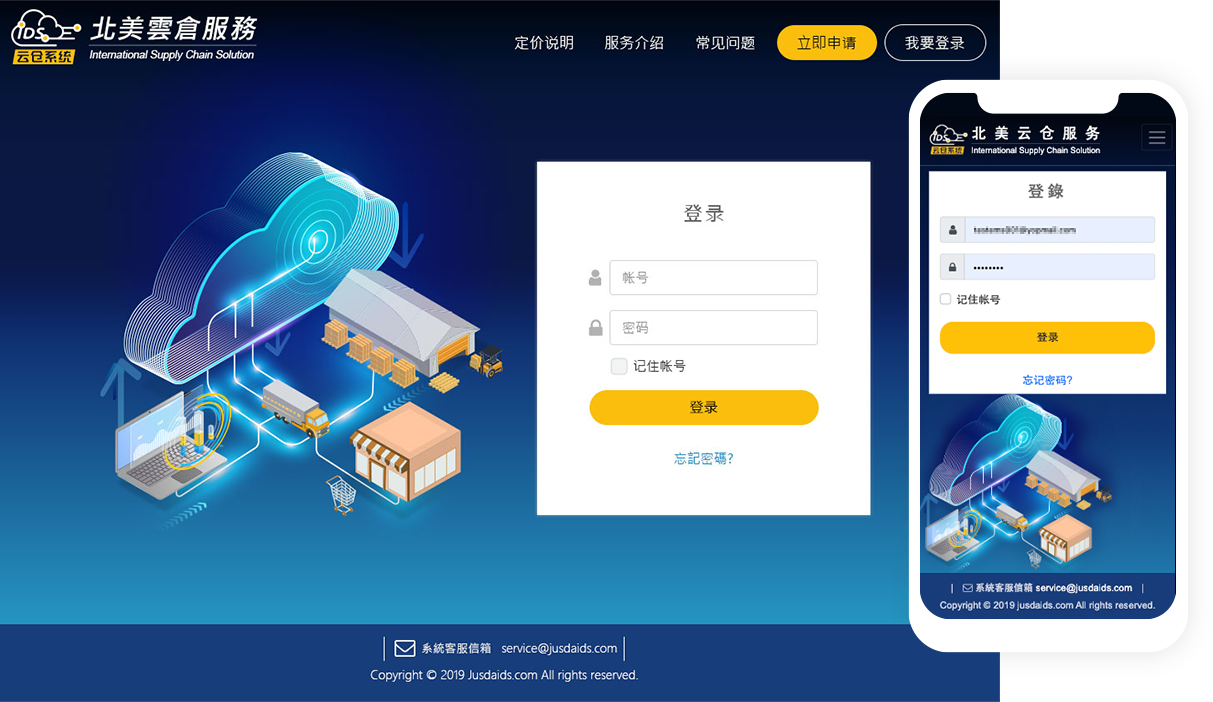 IDS
云仓系统
北美雲倉服務
International Supply Chain Solution
定价说明
服务介绍
常见问题
立即申请
我要登录
登录
帐号
密码
记住帐号
登录
忘記密碼?
系統客服信箱 service@jusdaids.com
Copyright © 2019 Jusdaids.com All rights reserved.
IDS
云仓系统
北美云仓服务
International Supply Chain Solution
登錄
••••••••
记住帐号
登录
忘记密码?
| 系統客服信箱 service@jusdaids.com |
Copyright © 2019 jusdaids.com All rights reserved.